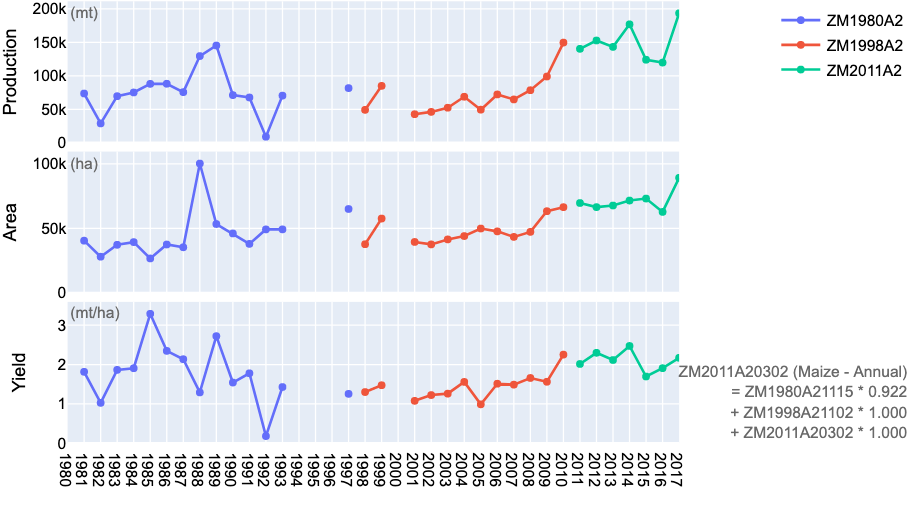 200k
(mt)
150k
100k
50k
0
Production
ZM1980A2
ZM1998A2
ZM2011A2
100k
(ha)
50k
0
Area
(mt/ha)
3
2
1
0
Yield
ZM2011A20302 (Maize - Annual)
= ZM1980A21115 * 0.922
+ ZM1998A21102 * 1.000
+ ZM2011A20302 * 1.000
1980
1981
1982
1983
1984
1985
1986
1987
1988
1989
1990
1991
1992
1993
1994
1995
1996
1997
1998
1999
2000
2001
2002
2003
2004
2005
2006
2007
2008
2009
2010
2011
2012
2013
2014
2015
2016
2017